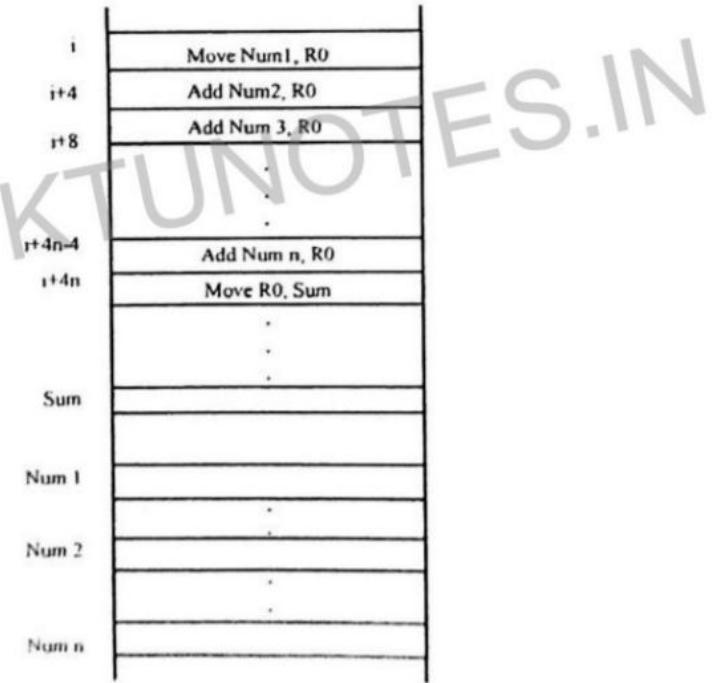 i Move Num1, R0
i+4 Add Num2, R0
i+8 Add Num 3, R0
KTUNOTES.IN
i+4n-4 Add Num n, R0
i+4n Move R0, Sum
Sum
Num 1
Num 2
Num n